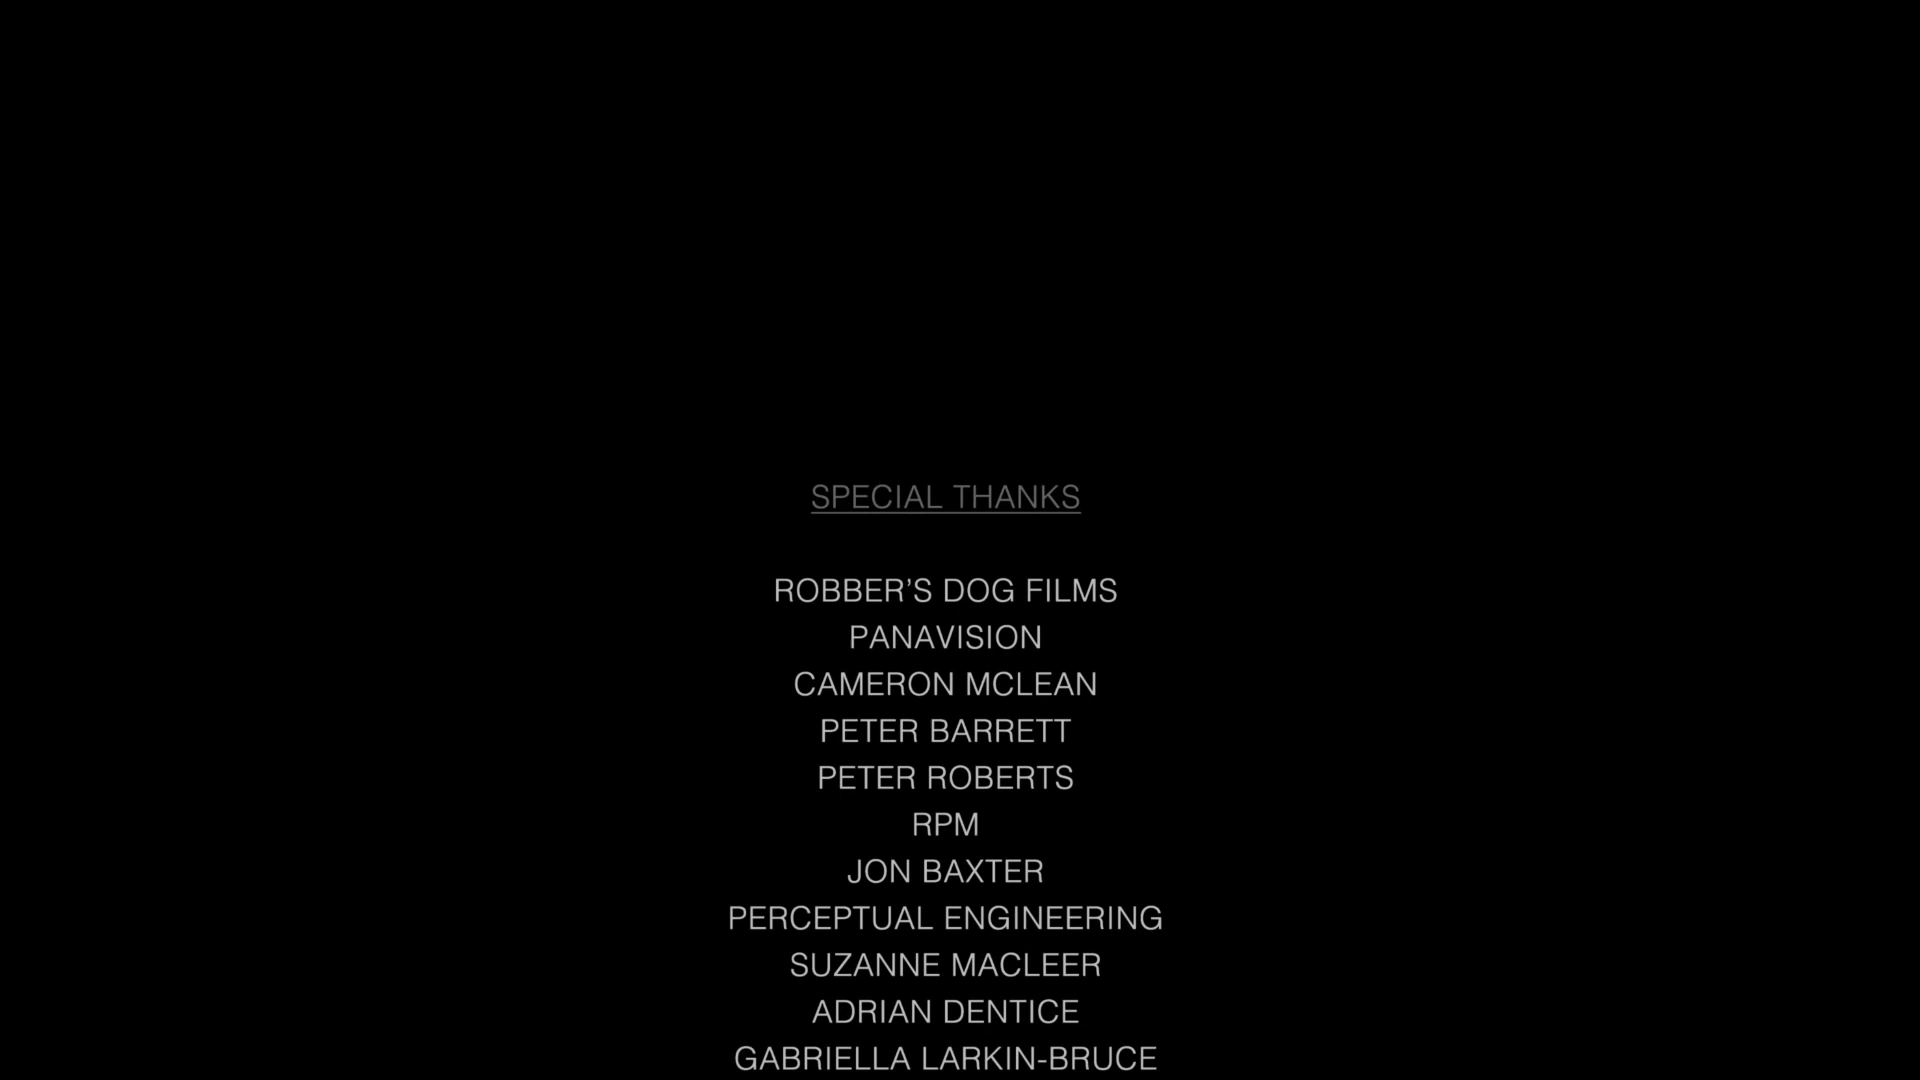 SPECIAL THANKS
ROBBER’S DOG FILMS
PANAVISION
CAMERON MCLEAN
PETER BARRETT
PETER ROBERTS
RPM
JON BAXTER
PERCEPTUAL ENGINEERING
SUZANNE MACLEER
ADRIAN DENTICE
GABRIELLA LARKIN-BRUCE